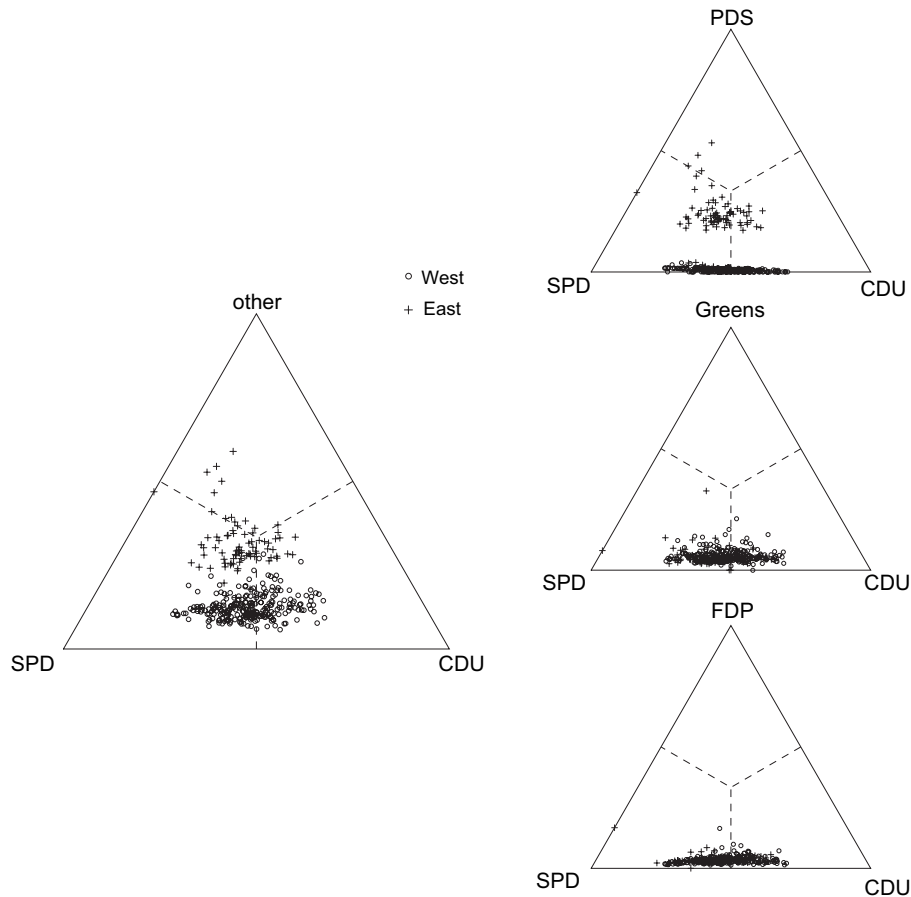 PDS
SPD
CDU
West
East
other
SPD
CDU
Greens
SPD
CDU
FDP
SPD
CDU